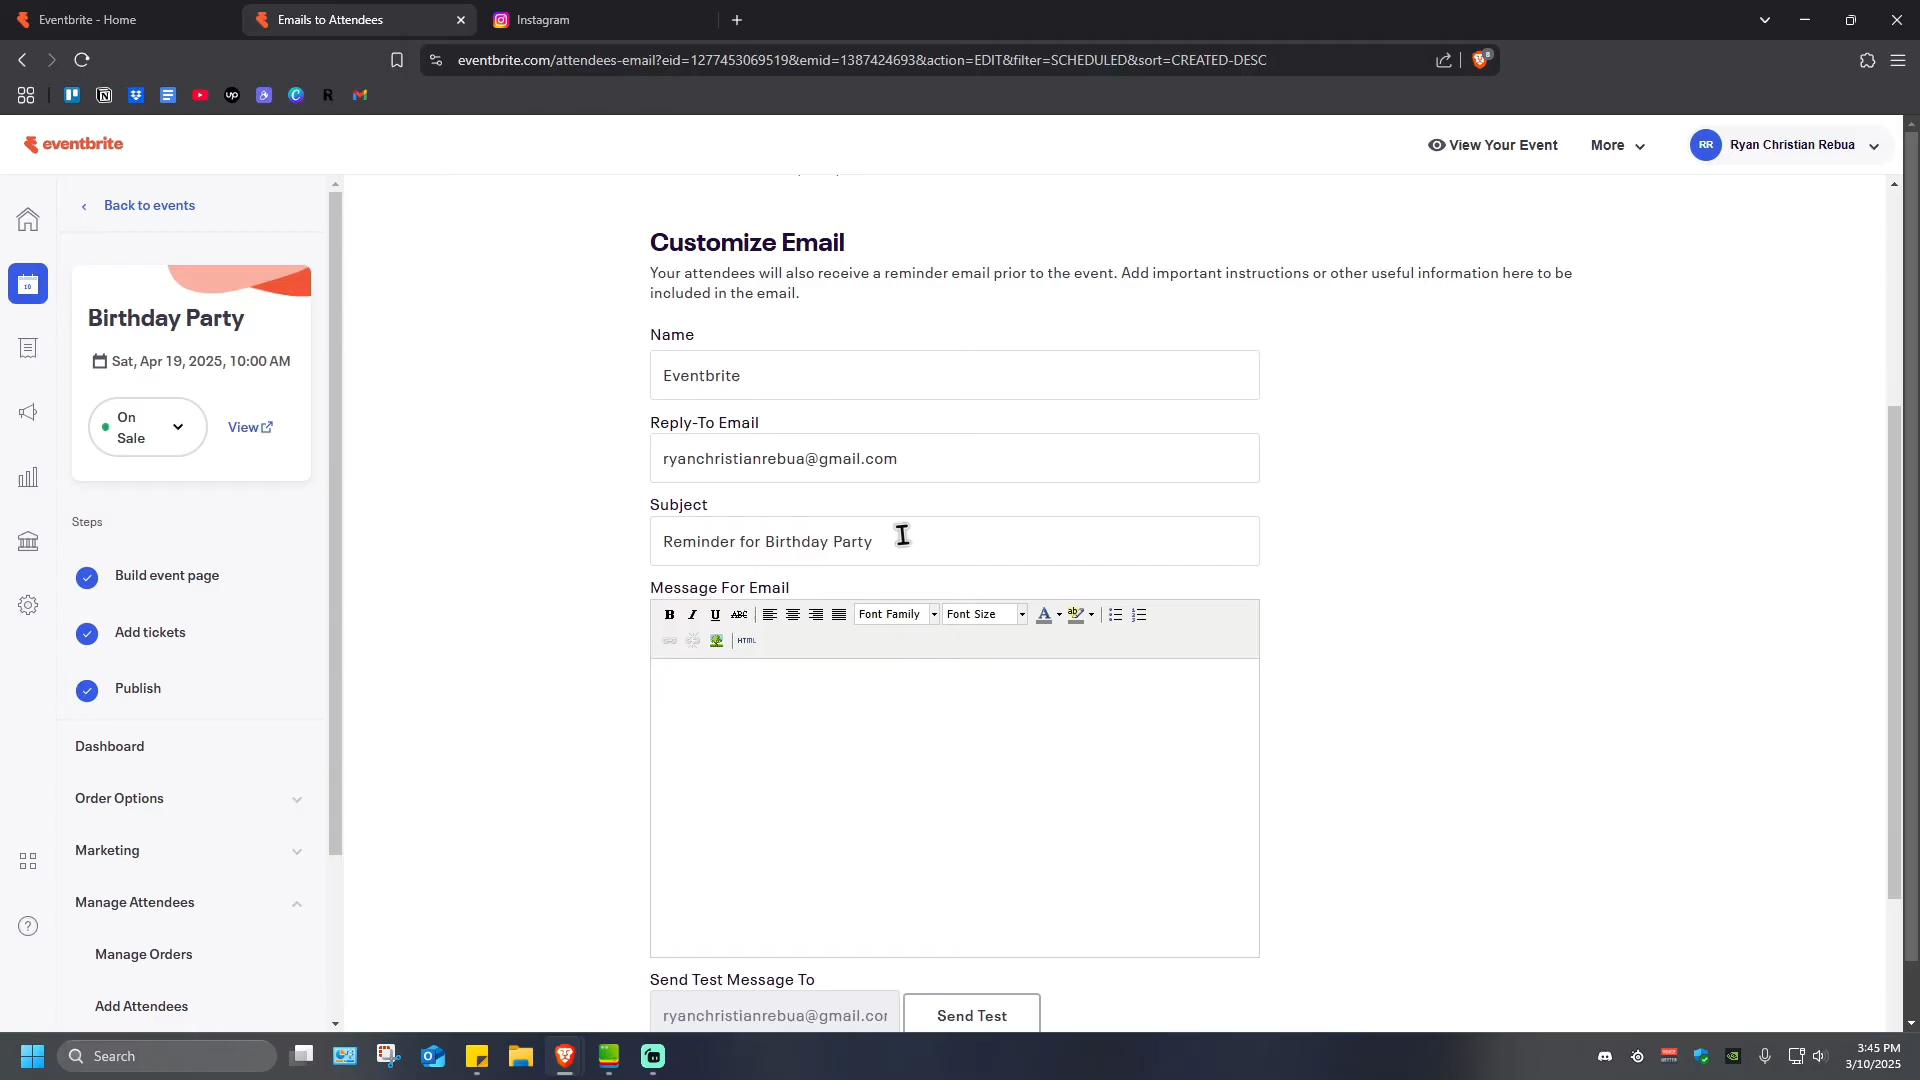 Eventbrite - Home
Emails to Attendees
Instagram
eventbrite.com/attendees-email?eid=1277453069519&emid=1387424693&action=EDIT&filter=SCHEDULED&sort=CREATED-DESC
8
eventbrite
View Your Event
More
RR
Ryan Christian Rebua
Back to events
Birthday Party
Sat, Apr 19, 2025, 10:00 AM
On Sale
View
Steps
Build event page
Add tickets
Publish
Dashboard
Order Options
Marketing
Manage Attendees
Manage Orders
Add Attendees
Customize Email
Your attendees will also receive a reminder email prior to the event. Add important instructions or other useful information here to be
included in the email.
Name
Eventbrite
Reply-To Email
ryanchristianrebua@gmail.com
Subject
Reminder for Birthday Party
Message For Email
B I U ABC
Font Family
Font Size
HTML
Send Test Message To
ryanchristianrebua@gmail.cor
Send Test
Search
3:45 PM
3/10/2025